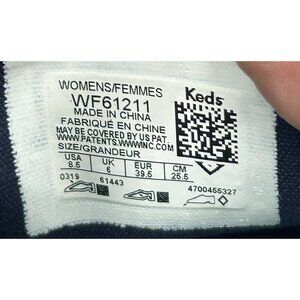 WOMENS/FEMMES
Keds
WF61211
MADE IN CHINA
FABRIQUÉ EN CHINE
MAY BE COVERED BY US PAT.
WWW.PATENTS.WWWINC.COM
SIZE/GRANDEUR
USA UK EUR CM
8.5 6 39.5 25.5
0319 61443 4700455327